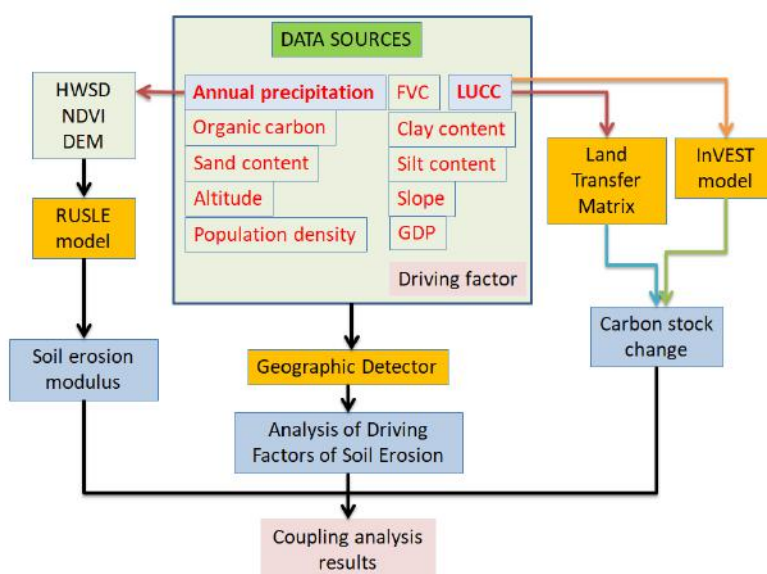 DATA SOURCES
HWSD
NDVI
DEM
Annual precipitation
FVC
LUCC
Organic carbon
Clay content
Sand content
Silt content
Altitude
Slope
Population density
GDP
Driving factor
RUSLE
model
Land
Transfer
Matrix
InVEST
model
Soil erosion
modulus
Geographic Detector
Carbon stock
change
Analysis of Driving
Factors of Soil Erosion
Coupling analysis
results